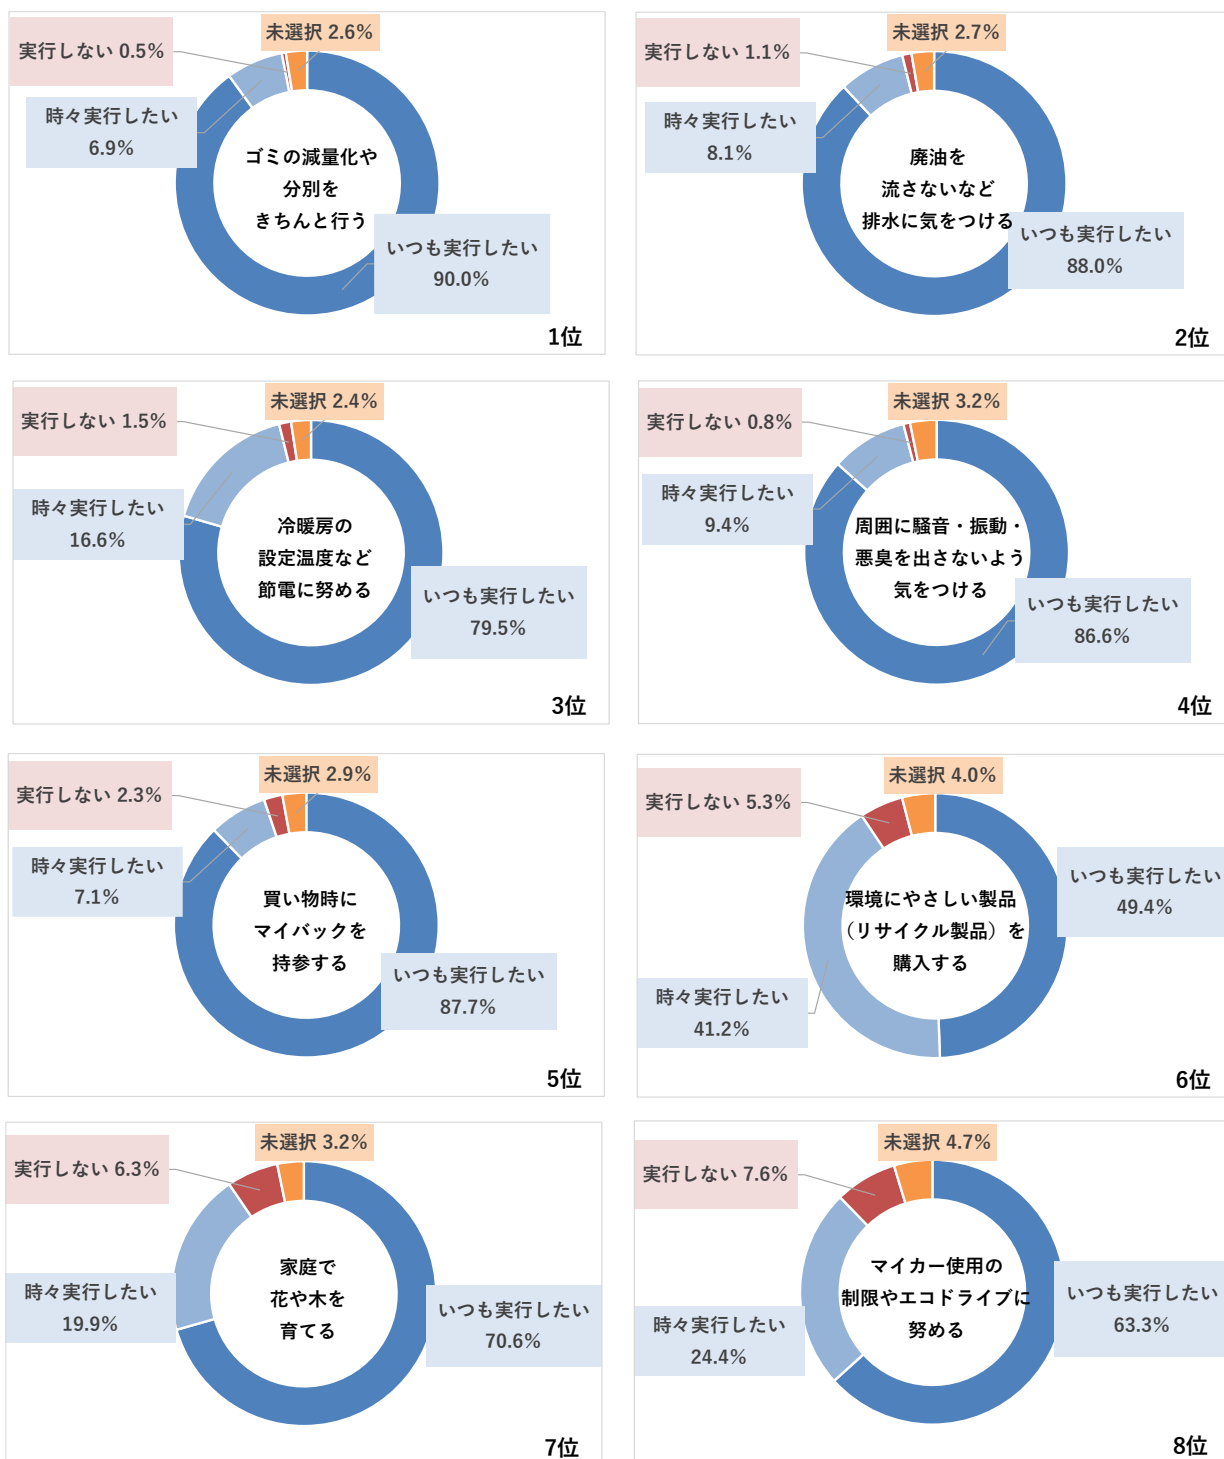 実行しない 0.5%
未選択 2.6%
時々実行したい
6.9%
ゴミの減量化や
分別を
きちんと行う
いつも実行したい
90.0%
1位
実行しない 1.1%
未選択 2.7%
時々実行したい
8.1%
廃油を
流さないなど
排水に気をつける
いつも実行したい
88.0%
2位
実行しない 1.5%
未選択 2.4%
時々実行したい
16.6%
冷暖房の
設定温度など
節電に努める
いつも実行したい
79.5%
3位
実行しない 0.8%
未選択 3.2%
時々実行したい
9.4%
周囲に騒音・振動・
悪臭を出さないよう
気をつける
いつも実行したい
86.6%
4位
実行しない 2.3%
未選択 2.9%
時々実行したい
7.1%
買い物時に
マイバックを
持参する
いつも実行したい
87.7%
5位
実行しない 5.3%
未選択 4.0%
いつも実行したい
49.4%
環境にやさしい製品
（リサイクル製品）を
購入する
時々実行したい
41.2%
6位
実行しない 6.3%
未選択 3.2%
時々実行したい
19.9%
家庭で
花や木を
育てる
いつも実行したい
70.6%
7位
実行しない 7.6%
未選択 4.7%
マイカー使用の
制限やエコドライブに
努める
いつも実行したい
63.3%
時々実行したい
24.4%
8位